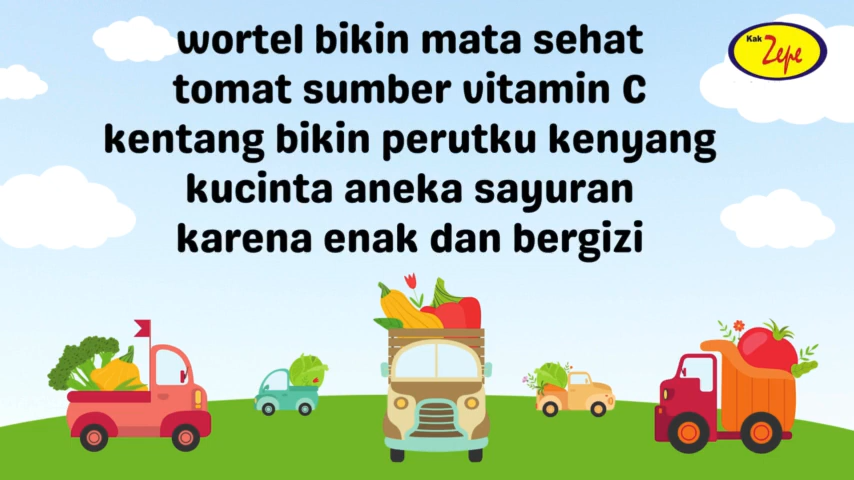 wortel bikin mata sehat
tomat sumber vitamin C
kentang bikin perutku kenyang
kucinta aneka sayuran
karena enak dan bergizi
Kak
Zepe